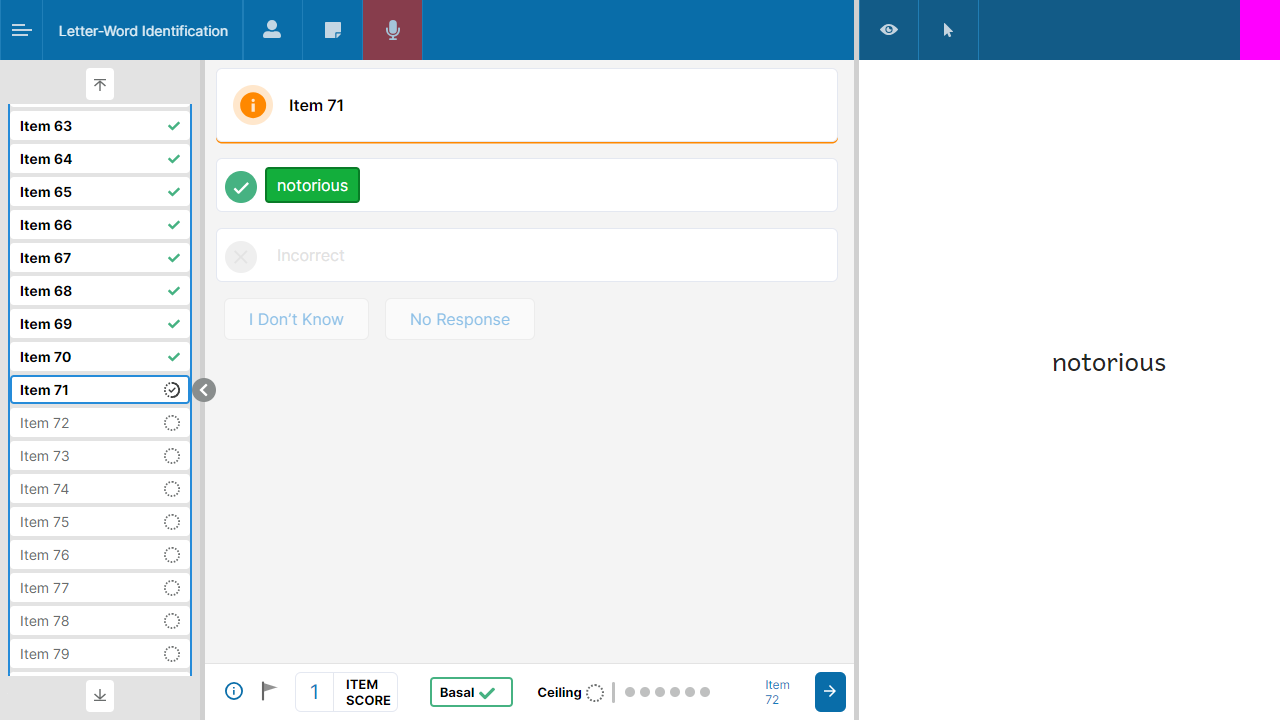 Letter-Word Identification
Item 63
Item 64
Item 65
Item 66
Item 67
Item 68
Item 69
Item 70
Item 71
Item 72
Item 73
Item 74
Item 75
Item 76
Item 77
Item 78
Item 79
Item 71
notorious
Incorrect
I Don't Know
No Response
1
ITEM
SCORE
Basal
Ceiling
Item
72
notorious